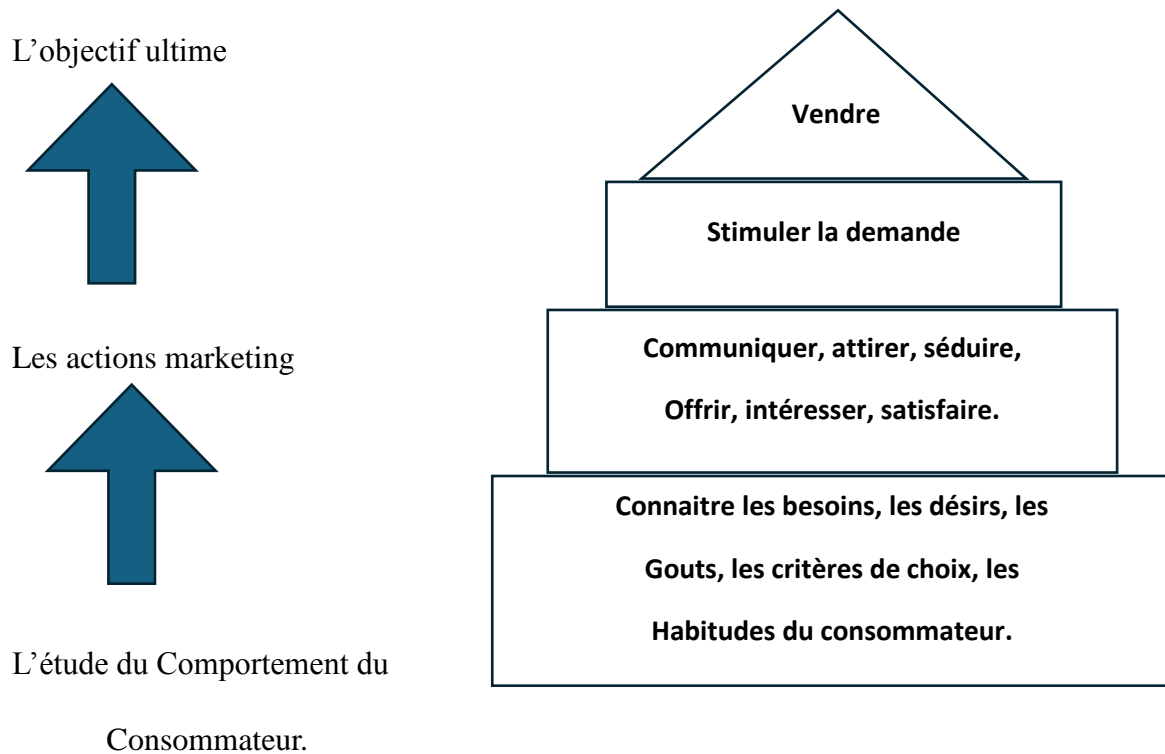 L’objectif ultime
Vendre
Stimuler la demande
Les actions marketing
Communiquer, attirer, séduire,
Offrir, intéresser, satisfaire.
Connaitre les besoins, les désirs, les
Gouts, les critères de choix, les
Habitudes du consommateur.
L’étude du Comportement du
Consommateur.